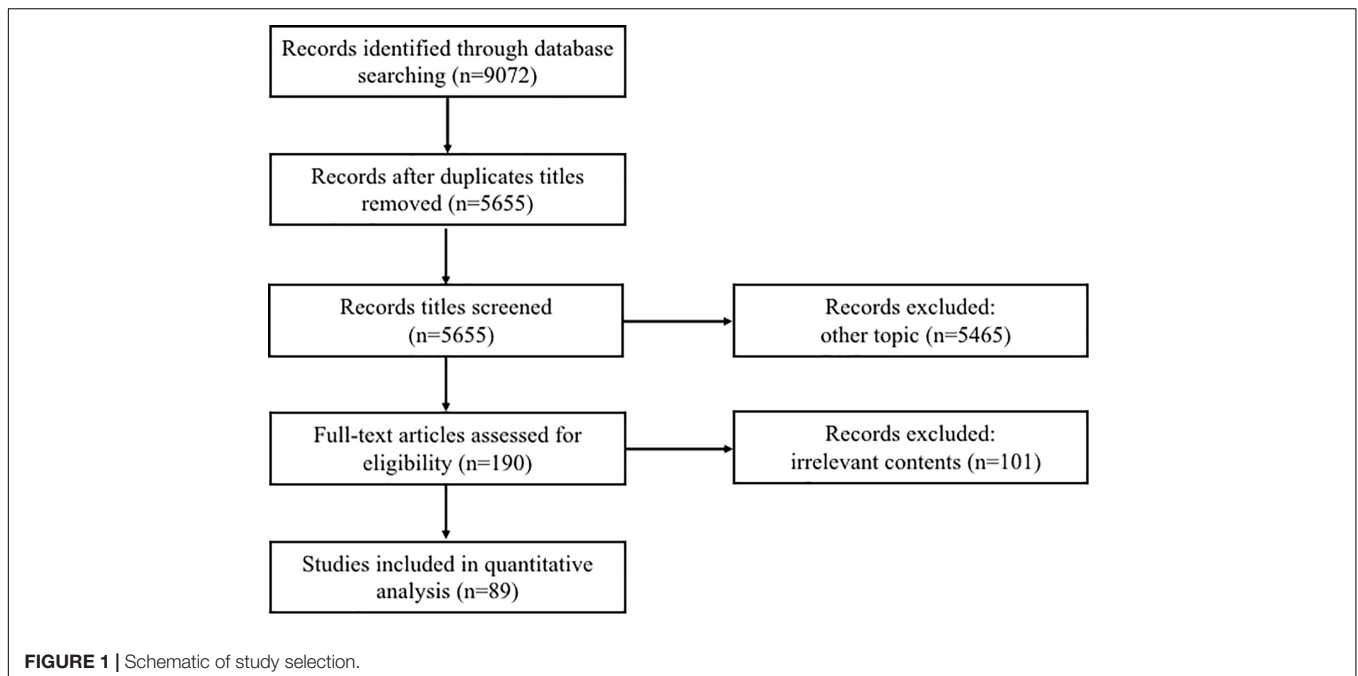 Records identified through database
searching (n=9072)
Records after duplicates titles
removed (n=5655)
Records titles screened
(n=5655)
Records excluded:
other topic (n=5465)
Full-text articles assessed for
eligibility (n=190)
Records excluded:
irrelevant contents (n=101)
Studies included in quantitative
analysis (n=89)
FIGURE 1 | Schematic of study selection.